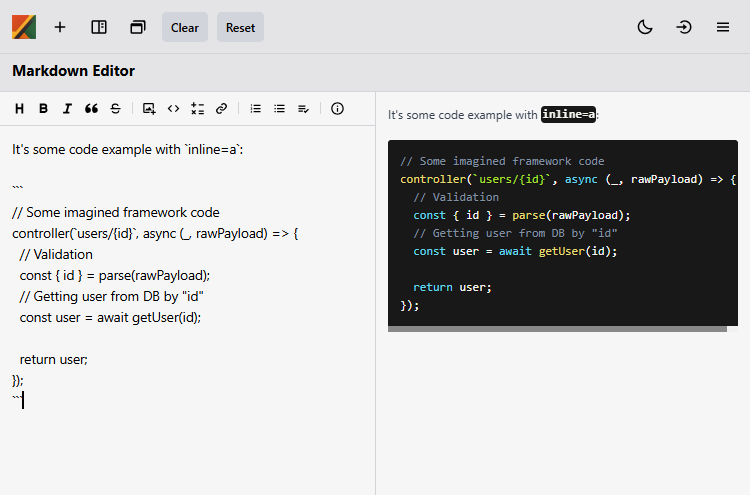 Clear Reset
Markdown Editor
H B I S
It's some code example with `inline=a`:
```
// Some imagined framework code
controller(`users/{id}`, async (_, rawPayload) => {
  // Validation
  const { id } = parse(rawPayload);
  // Getting user from DB by "id"
  const user = await getUser(id);

  return user;
});
```
It's some code example with inline=a:
// Some imagined framework code
controller(`users/{id}`, async (_, rawPayload) => {
  // Validation
  const { id } = parse(rawPayload);
  // Getting user from DB by "id"
  const user = await getUser(id);

  return user;
});